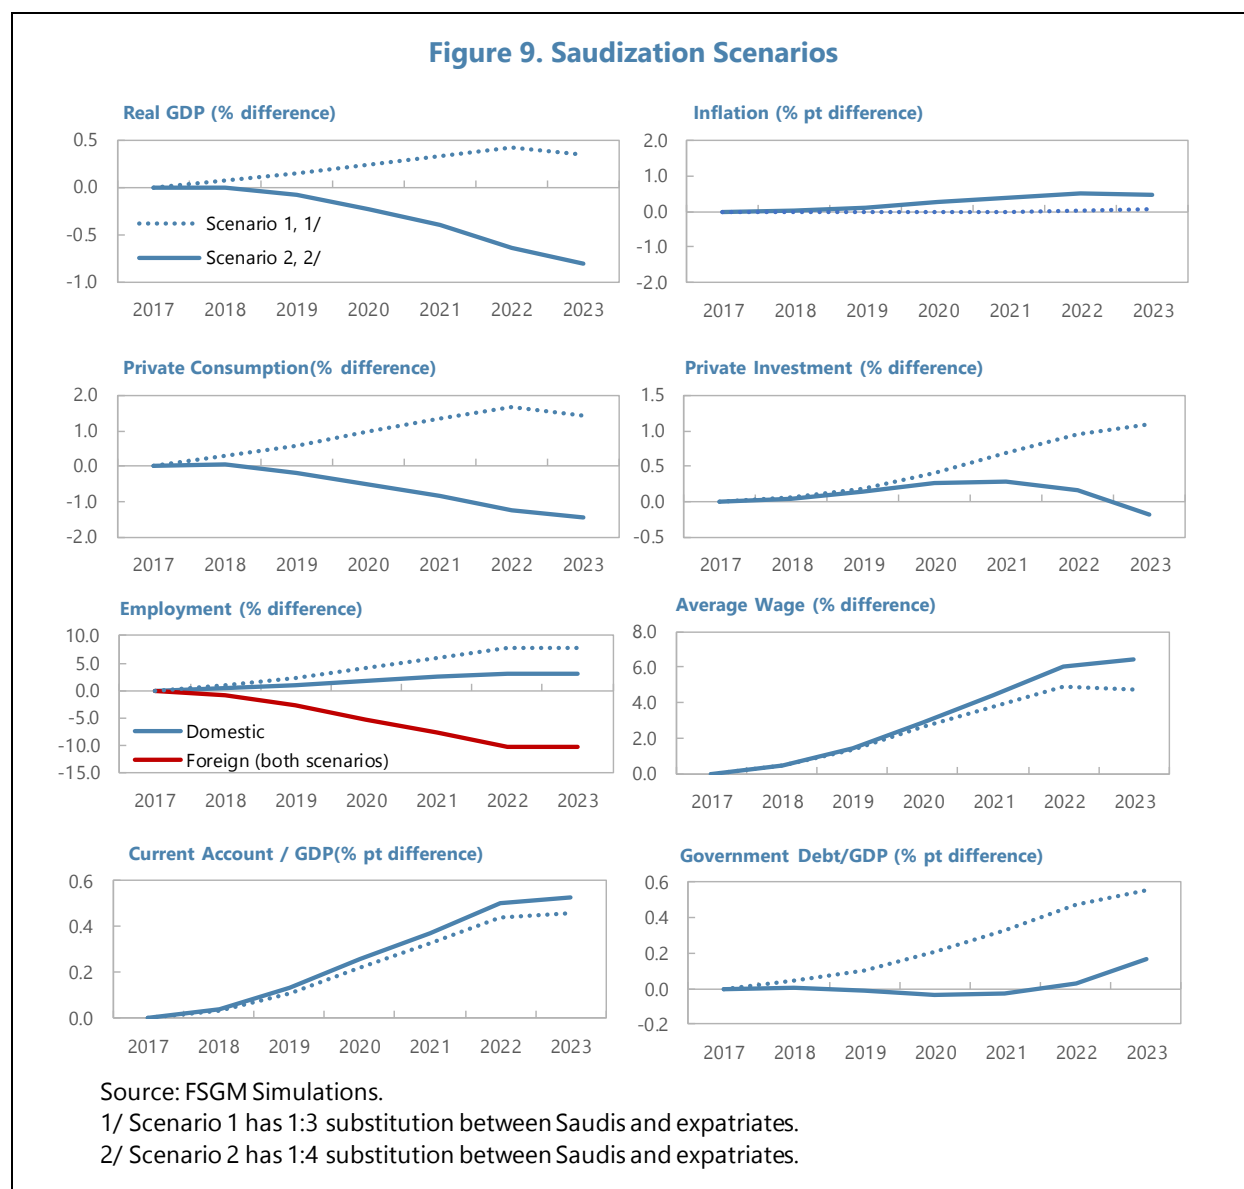 Figure 9. Saudization Scenarios
Real GDP (% difference)
0.5
0.0
-0.5
-1.0
Scenario 1, 1/
Scenario 2, 2/
2017 2018 2019 2020 2021 2022 2023
Inflation (% pt difference)
2.0
1.0
0.0
-1.0
-2.0
2017 2018 2019 2020 2021 2022 2023
Private Consumption(% difference)
2.0
1.0
0.0
-1.0
-2.0
2017 2018 2019 2020 2021 2022 2023
Private Investment (% difference)
1.5
1.0
0.5
0.0
-0.5
2017 2018 2019 2020 2021 2022 2023
Employment (% difference)
10.0
5.0
0.0
-5.0
-10.0
-15.0
Domestic
Foreign (both scenarios)
2017 2018 2019 2020 2021 2022 2023
Average Wage (% difference)
8.0
6.0
4.0
2.0
0.0
2017 2018 2019 2020 2021 2022 2023
Current Account / GDP(% pt difference)
0.6
0.4
0.2
0.0
2017 2018 2019 2020 2021 2022 2023
Government Debt/GDP (% pt difference)
0.6
0.4
0.2
0.0
-0.2
2017 2018 2019 2020 2021 2022 2023
Source: FSGM Simulations.
1/ Scenario 1 has 1:3 substitution between Saudis and expatriates.
2/ Scenario 2 has 1:4 substitution between Saudis and expatriates.